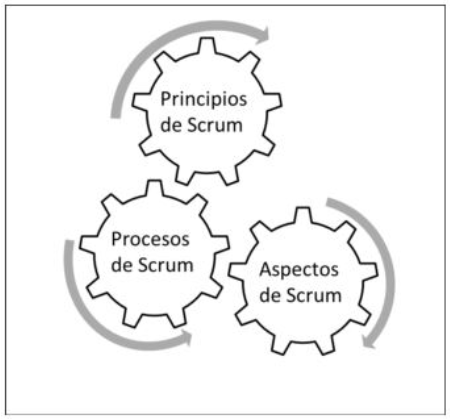 Principios
de Scrum
Procesos
de Scrum
Aspectos
de Scrum